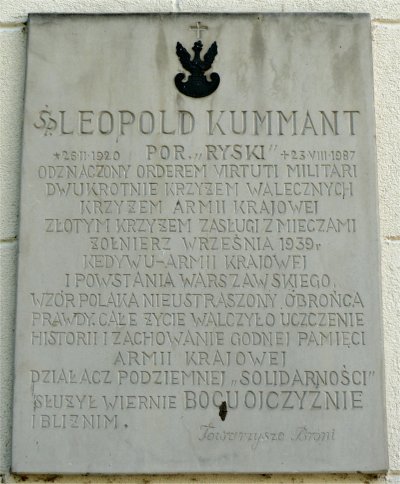 Ś.P. LEOPOLD KUMMANT
*26·II·1920 POR. „RYSKI” +23·VIII·1987
ODZNACZONY ORDEREM VIRTUTI MILITARI
DWUKROTNIE KRZYŻEM WALECZNYCH
KRZYŻEM ARMII KRAJOWEJ
ZŁOTYM KRZYŻEM ZASŁUGI Z MIECZAMI
ŻOŁNIERZ WRZEŚNIA 1939r
KEDYWU-ARMII KRAJOWEJ
I POWSTANIA WARSZAWSKIEGO.
WZÓR POLAKA NIEUSTRASZONY OBROŃCA
PRAWDY. CAŁE ŻYCIE WALCZYŁ O UCZCZENIE
HISTORII I ZACHOWANIE GODNEJ PAMIĘCI
ARMII KRAJOWEJ
DZIAŁACZ PODZIEMNEJ „SOLIDARNOŚCI”
SŁUŻYŁ WIERNIE BOGU OJCZYŹNIE
I BLIŹNIM.
Towarzysze Broni